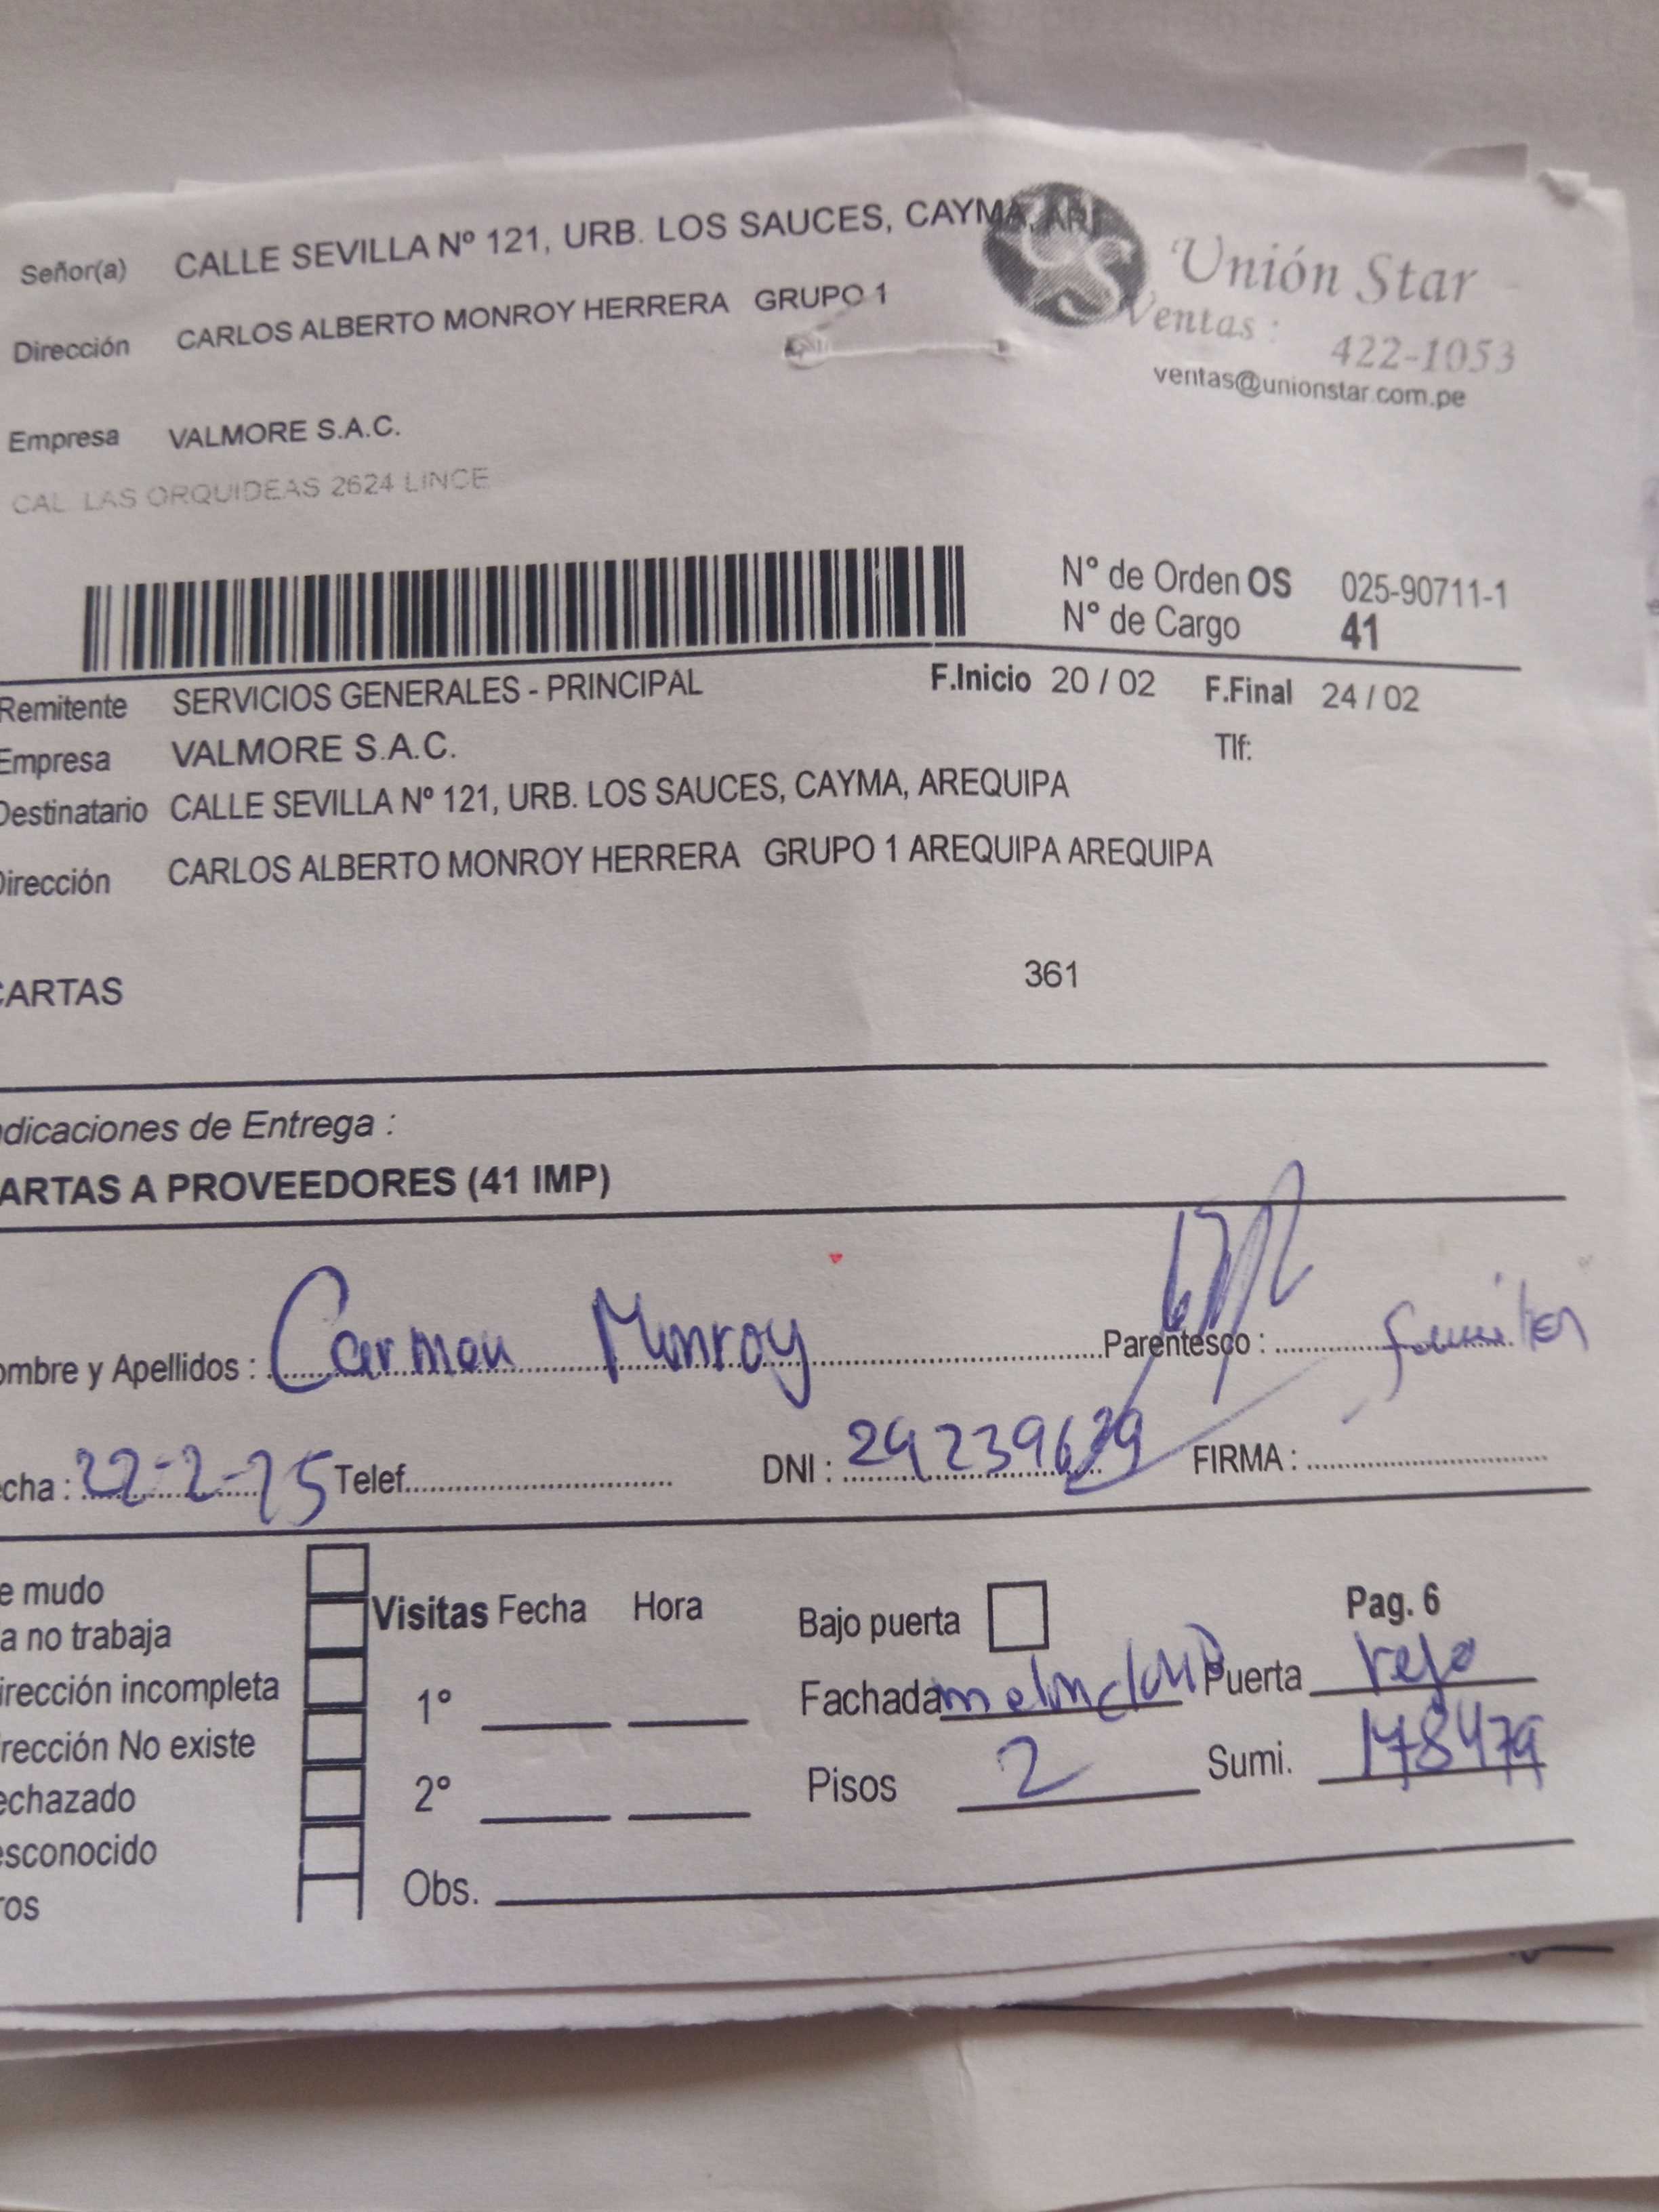 Señor(a) CALLE SEVILLA Nº 121, URB. LOS SAUCES, CAYMA, ARE
Unión Star
Dirección CARLOS ALBERTO MONROY HERRERA GRUPO 1
Ventas : 422-1053
ventas@unionstar.com.pe
Empresa VALMORE S.A.C.
CAL LAS ORQUIDEAS 2624 LINCE
N° de Orden OS 025-90711-1
N° de Cargo 41
Remitente SERVICIOS GENERALES - PRINCIPAL F.Inicio 20 / 02 F.Final 24 / 02
Empresa VALMORE S.A.C. Tlf:
Destinatario CALLE SEVILLA Nº 121, URB. LOS SAUCES, CAYMA, AREQUIPA
Dirección CARLOS ALBERTO MONROY HERRERA GRUPO 1 AREQUIPA AREQUIPA
CARTAS 361
ndicaciones de Entrega :
ARTAS A PROVEEDORES (41 IMP)
ombre y Apellidos : Carmen Monroy Parentesco : familiar
echa : 22-2-25 Telef. DNI : FIRMA :
e mudo
Visitas Fecha Hora Bajo puerta Pag. 6
a no trabaja
irección incompleta 1° Fachada Puerta reja
rección No existe
echazado 2° Pisos 2 Sumi. 178479
esconocido
ros Obs.